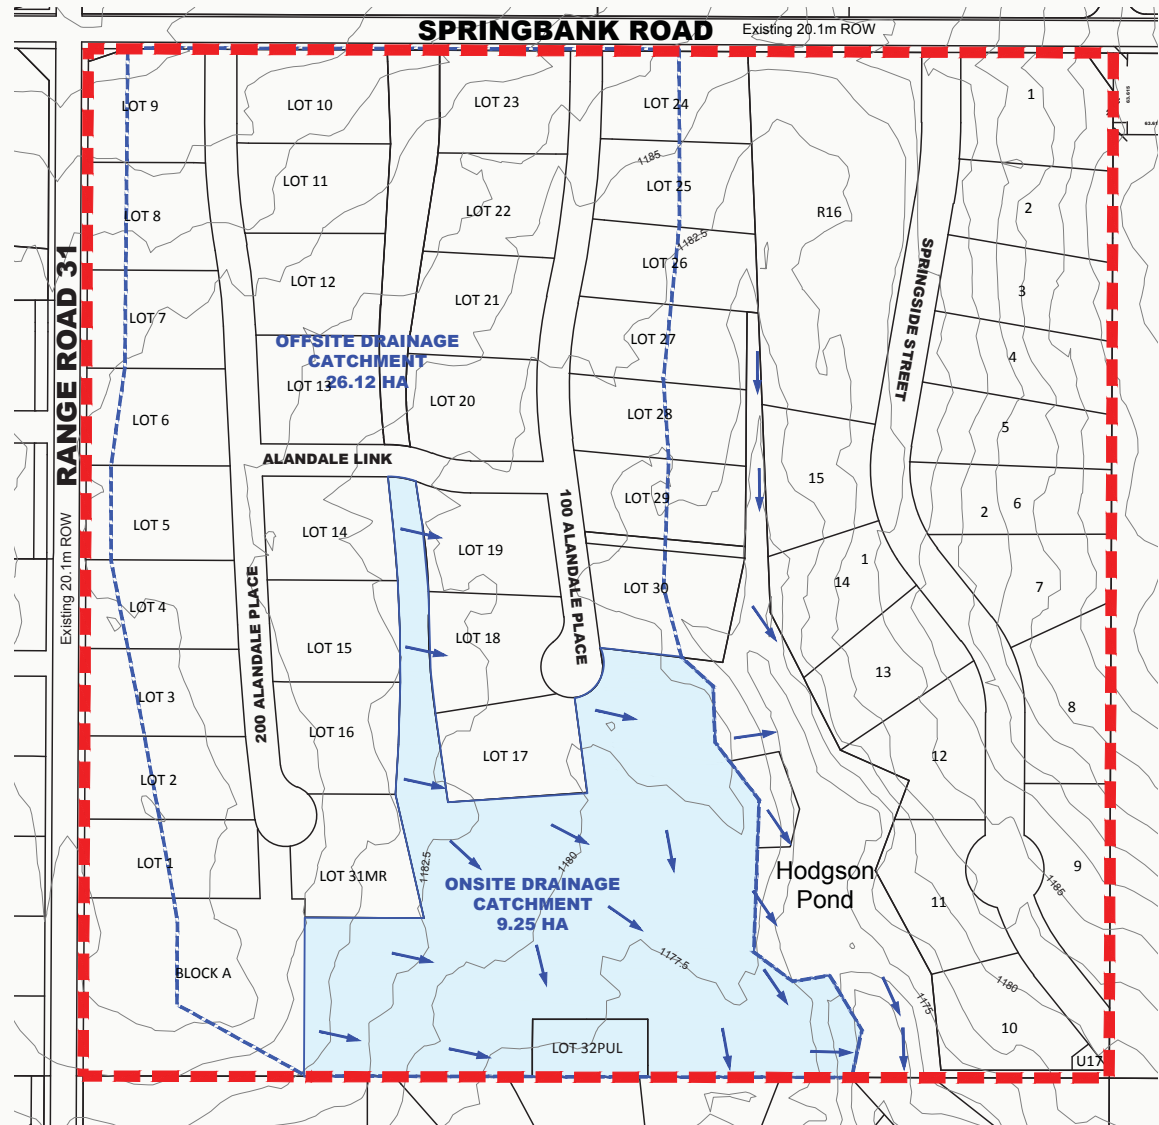 SPRINGBANK ROAD
Existing 20.1m ROW
LOT 9
LOT 10
LOT 23
LOT 24
1
63.615
LOT 11
1185
LOT 25
LOT 8
LOT 22
R16
2
1182.5
LOT 26
RANGE ROAD 31
Existing 20.1m ROW
SPRINGSIDE STREET
LOT 12
LOT 21
3
LOT 7
OFFSITE DRAINAGE
CATCHMENT
26.12 HA
LOT 27
4
LOT 13
LOT 20
LOT 6
LOT 28
5
ALANDALE LINK
15
LOT 29
2
6
LOT 5
LOT 14
LOT 19
100 ALANDALE PLACE
1
14
LOT 30
7
LOT 4
200 ALANDALE PLACE
LOT 15
LOT 18
13
LOT 3
8
LOT 16
LOT 17
12
LOT 2
LOT 1
LOT 31MR
1182.5
1180
Hodgson
Pond
9
1185
ONSITE DRAINAGE
CATCHMENT
9.25 HA
11
BLOCK A
1177.5
1180
1175
10
LOT 32PUL
U17